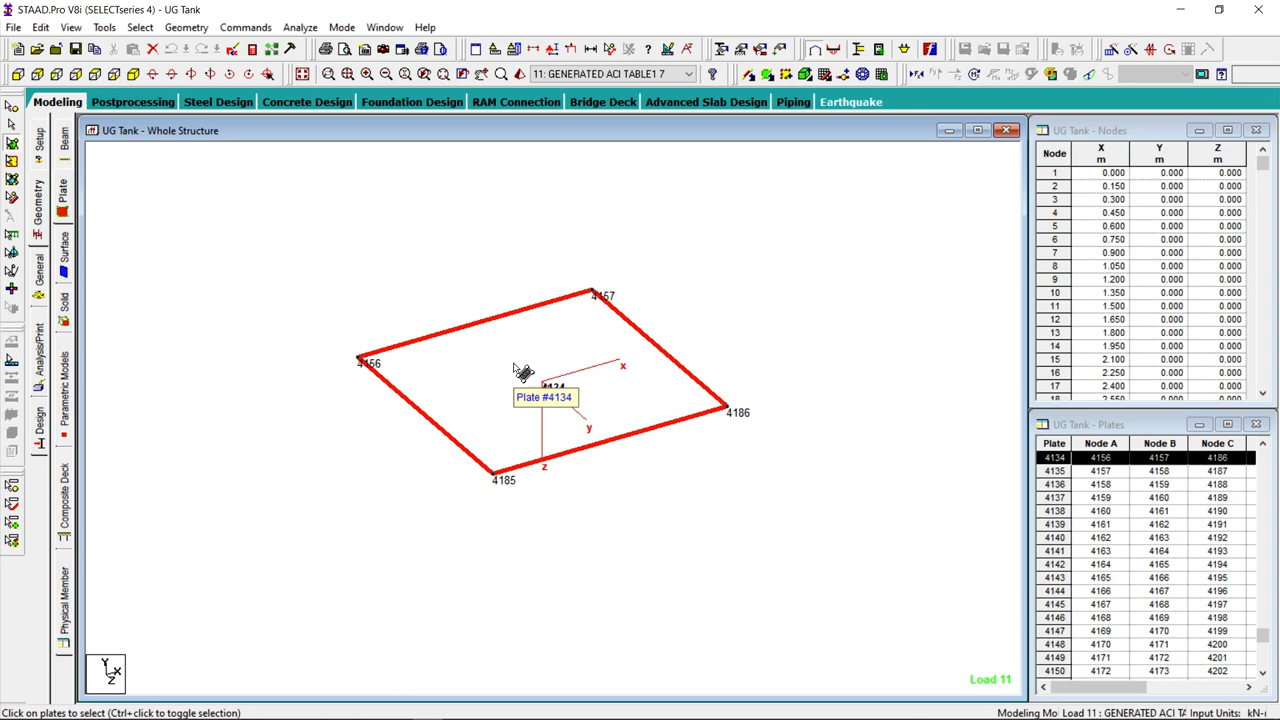 STAAD.Pro V8i (SELECTseries 4) - UG Tank
File Edit View Tools Select Geometry Commands Analyze Mode Window Help
11: GENERATED ACI TABLE1 7
Modeling Postprocessing Steel Design Concrete Design Foundation Design RAM Connection Bridge Deck Advanced Slab Design Piping Earthquake
Setup
Geometry
General
Analysis/Print
Design
Beam
Plate
Surface
Solid
Parametric Models
Composite Deck
Physical Member
UG Tank - Whole Structure
4157
4156
x
4134
Plate #4134
4186
y
z
4185
Y
X
Z
Load 11
UG Tank - Nodes
Node X m Y m Z m
1 0.000 0.000 0.000
2 0.150 0.000 0.000
3 0.300 0.000 0.000
4 0.450 0.000 0.000
5 0.600 0.000 0.000
6 0.750 0.000 0.000
7 0.900 0.000 0.000
8 1.050 0.000 0.000
9 1.200 0.000 0.000
10 1.350 0.000 0.000
11 1.500 0.000 0.000
12 1.650 0.000 0.000
13 1.800 0.000 0.000
14 1.950 0.000 0.000
15 2.100 0.000 0.000
16 2.250 0.000 0.000
17 2.400 0.000 0.000
18 2.550 0.000 0.000
UG Tank - Plates
Plate Node A Node B Node C
4134 4156 4157 4186
4135 4157 4158 4187
4136 4158 4159 4188
4137 4159 4160 4189
4138 4160 4161 4190
4139 4161 4162 4191
4140 4162 4163 4192
4141 4163 4164 4193
4142 4164 4165 4194
4143 4165 4166 4195
4144 4166 4167 4196
4145 4167 4168 4197
4146 4168 4169 4198
4147 4169 4170 4199
4148 4170 4171 4200
4149 4171 4172 4201
4150 4172 4173 4202
Click on plates to select (Ctrl+click to toggle selection)
Modeling Mo Load 11 : GENERATED ACI TA Input Units: kN-